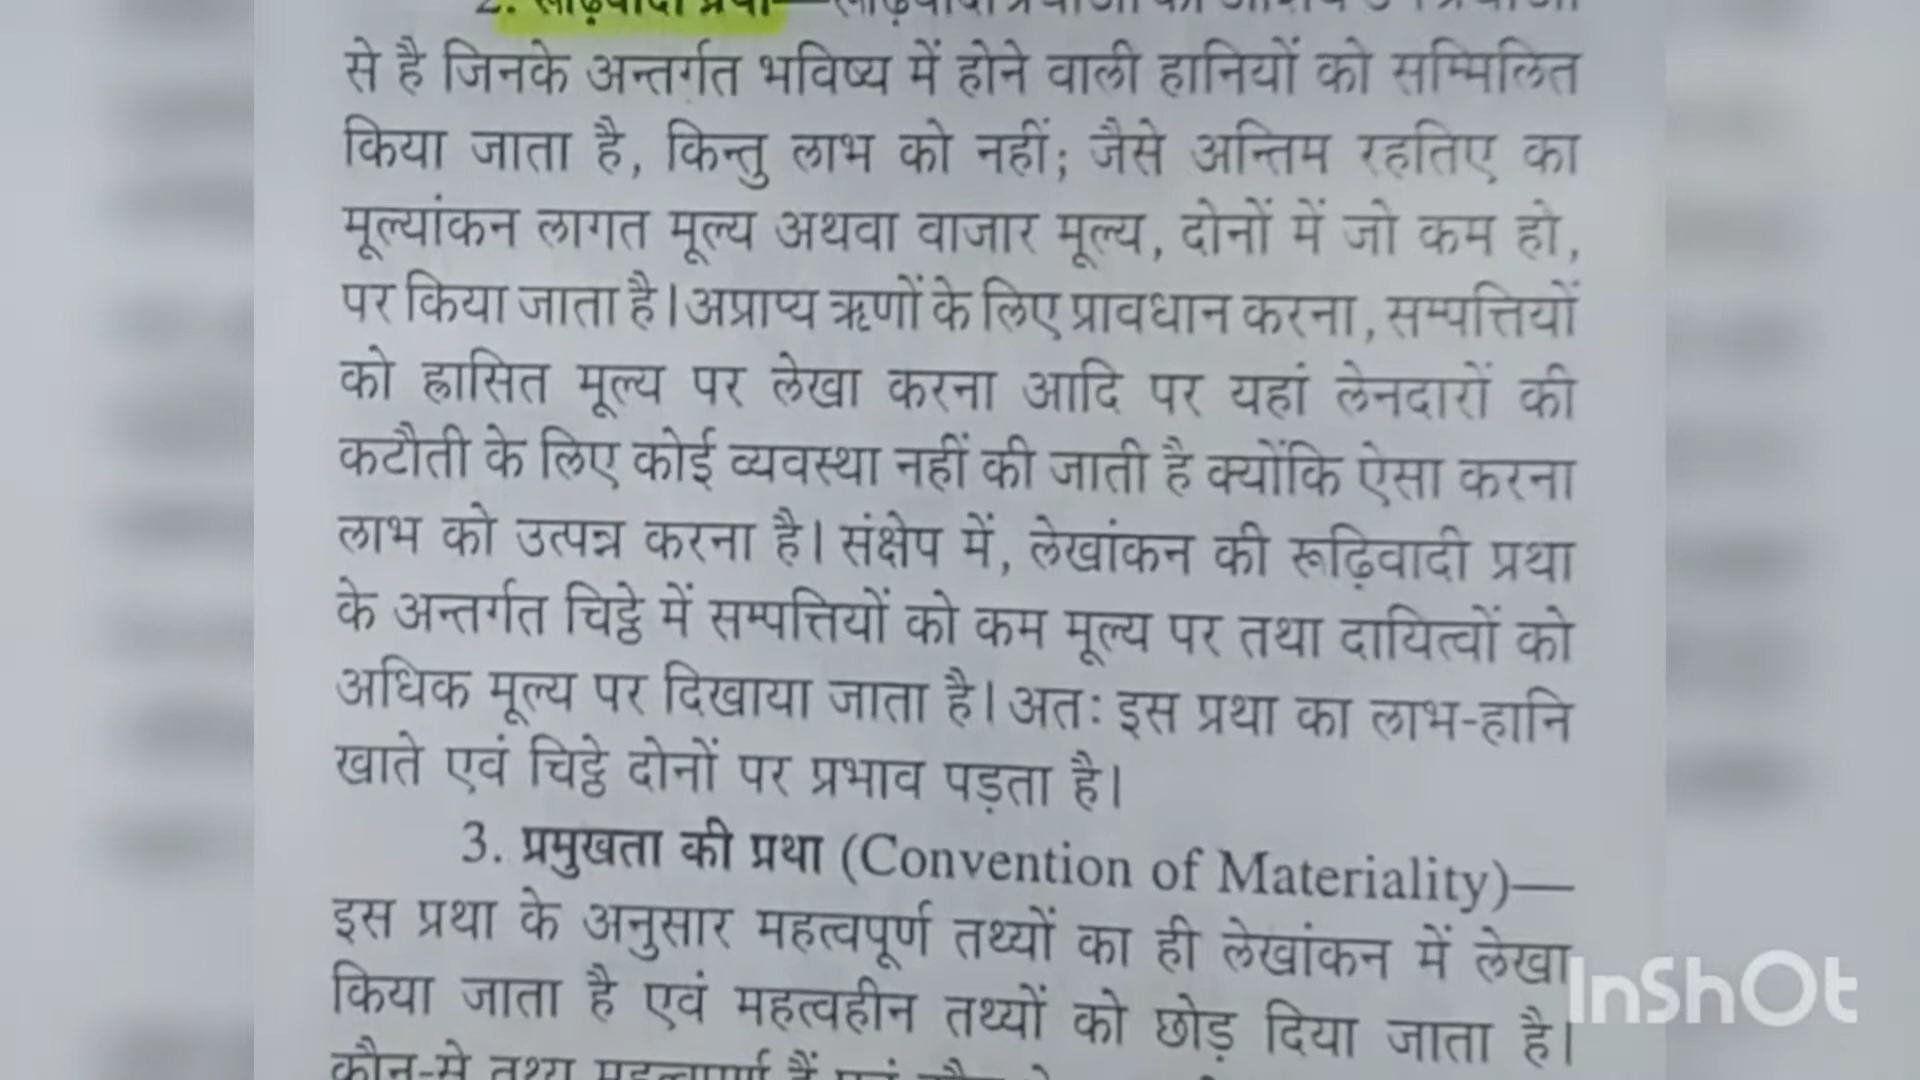 2. रूढ़िवादी प्रथा—रूढ़िवादी प्रथाओं का आशय उन प्रथाओं
से है जिनके अन्तर्गत भविष्य में होने वाली हानियों को सम्मिलित
किया जाता है, किन्तु लाभ को नहीं; जैसे अन्तिम रहतिए का
मूल्यांकन लागत मूल्य अथवा बाजार मूल्य, दोनों में जो कम हो,
पर किया जाता है। अप्राप्य ऋणों के लिए प्रावधान करना, सम्पत्तियों
को ह्रासित मूल्य पर लेखा करना आदि पर यहां लेनदारों की
कटौती के लिए कोई व्यवस्था नहीं की जाती है क्योंकि ऐसा करना
लाभ को उत्पन्न करना है। संक्षेप में, लेखांकन की रूढ़िवादी प्रथा
के अन्तर्गत चिट्ठे में सम्पत्तियों को कम मूल्य पर तथा दायित्वों को
अधिक मूल्य पर दिखाया जाता है। अतः इस प्रथा का लाभ-हानि
खाते एवं चिट्ठे दोनों पर प्रभाव पड़ता है।
3. प्रमुखता की प्रथा (Convention of Materiality)—
इस प्रथा के अनुसार महत्वपूर्ण तथ्यों का ही लेखांकन में लेखा
किया जाता है एवं महत्वहीन तथ्यों को छोड़ दिया जाता है।
कौन-से तथ्य महत्वपूर्ण हैं एवं कौन-से
InShOt